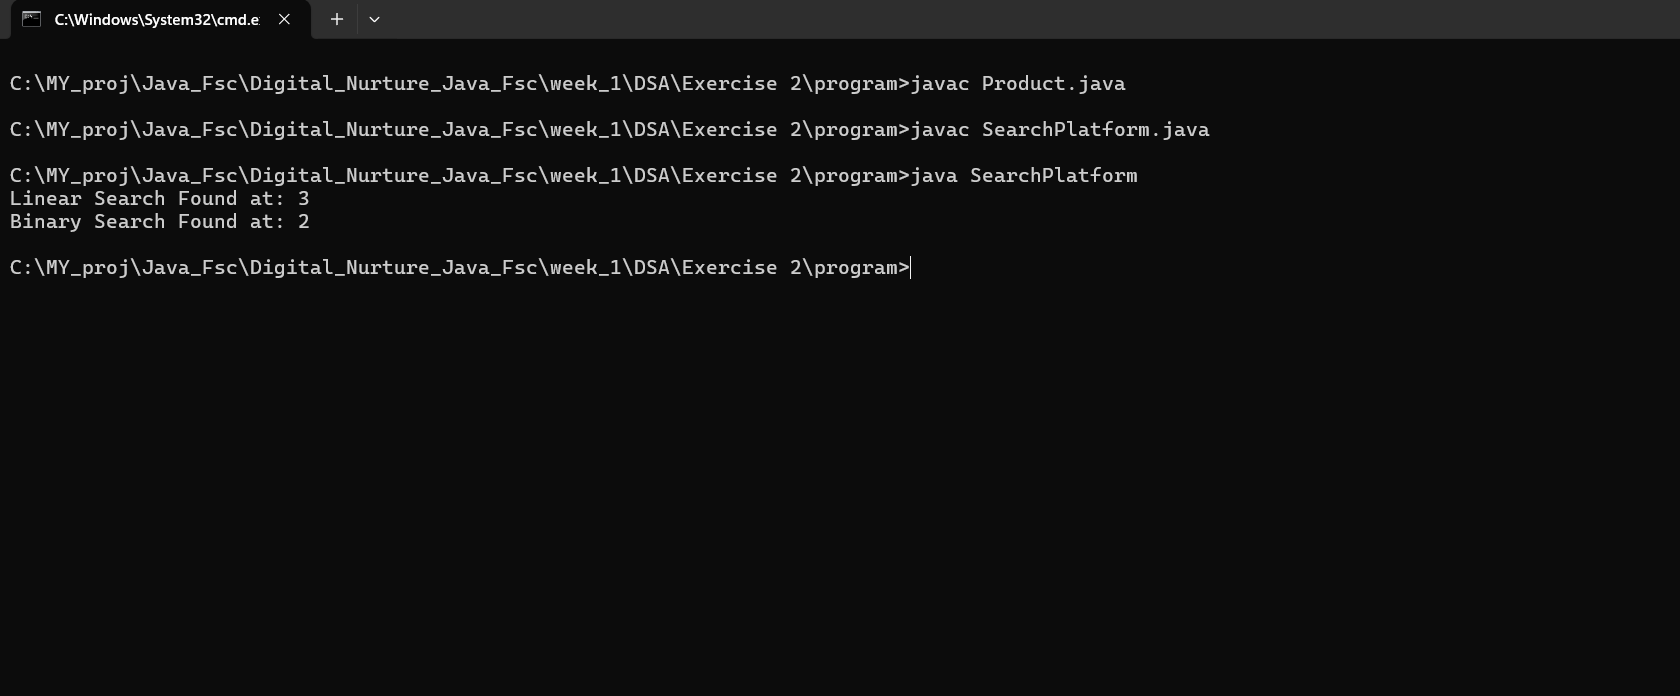 C:\Windows\System32\cmd.e
C:\MY_proj\Java_Fsc\Digital_Nurture_Java_Fsc\week_1\DSA\Exercise 2\program>javac Product.java
C:\MY_proj\Java_Fsc\Digital_Nurture_Java_Fsc\week_1\DSA\Exercise 2\program>javac SearchPlatform.java
C:\MY_proj\Java_Fsc\Digital_Nurture_Java_Fsc\week_1\DSA\Exercise 2\program>java SearchPlatform
Linear Search Found at: 3
Binary Search Found at: 2
C:\MY_proj\Java_Fsc\Digital_Nurture_Java_Fsc\week_1\DSA\Exercise 2\program>